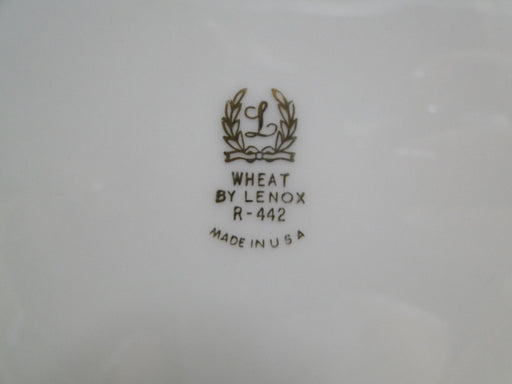 L
WHEAT
BY LENOX
R-442
MADE IN U S A